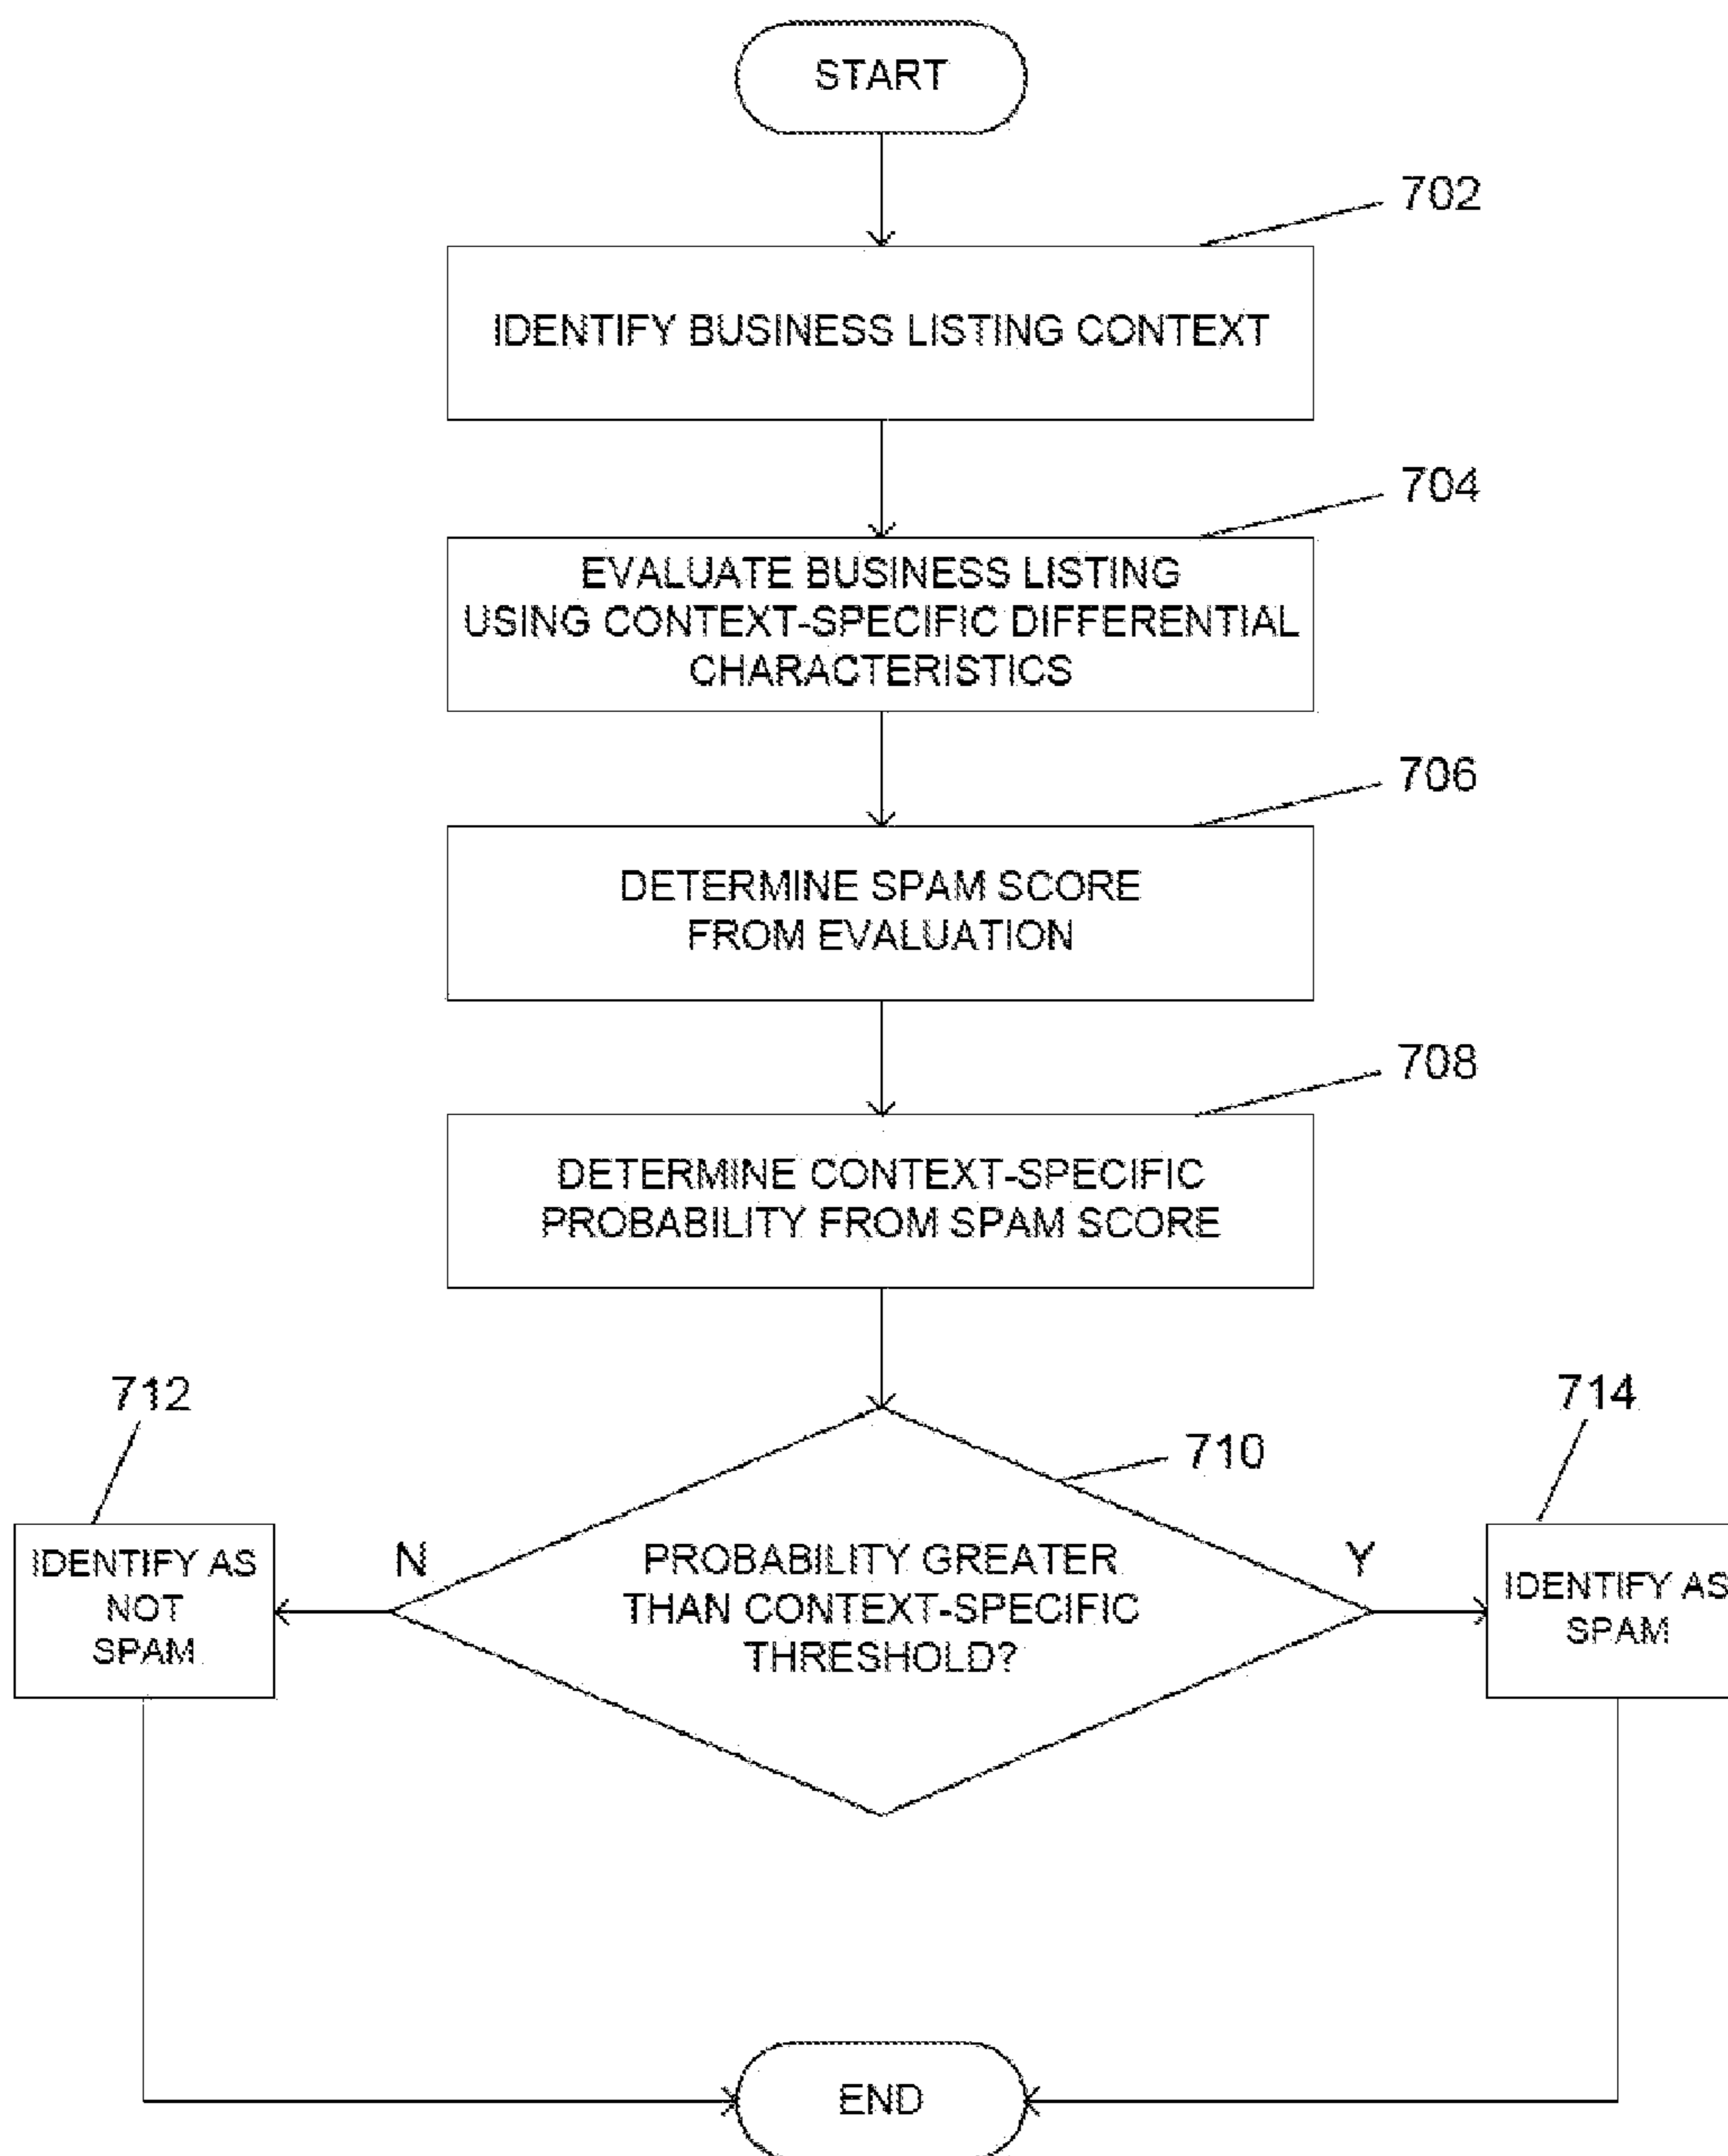 START
702
IDENTIFY BUSINESS LISTING CONTEXT
704
EVALUATE BUSINESS LISTING
USING CONTEXT-SPECIFIC DIFFERENTIAL
CHARACTERISTICS
706
DETERMINE SPAM SCORE
FROM EVALUATION
708
DETERMINE CONTEXT-SPECIFIC
PROBABILITY FROM SPAM SCORE
712
714
710
IDENTIFY AS
NOT
SPAM
N
PROBABILITY GREATER
THAN CONTEXT-SPECIFIC
THRESHOLD?
Y
IDENTIFY AS
SPAM
END